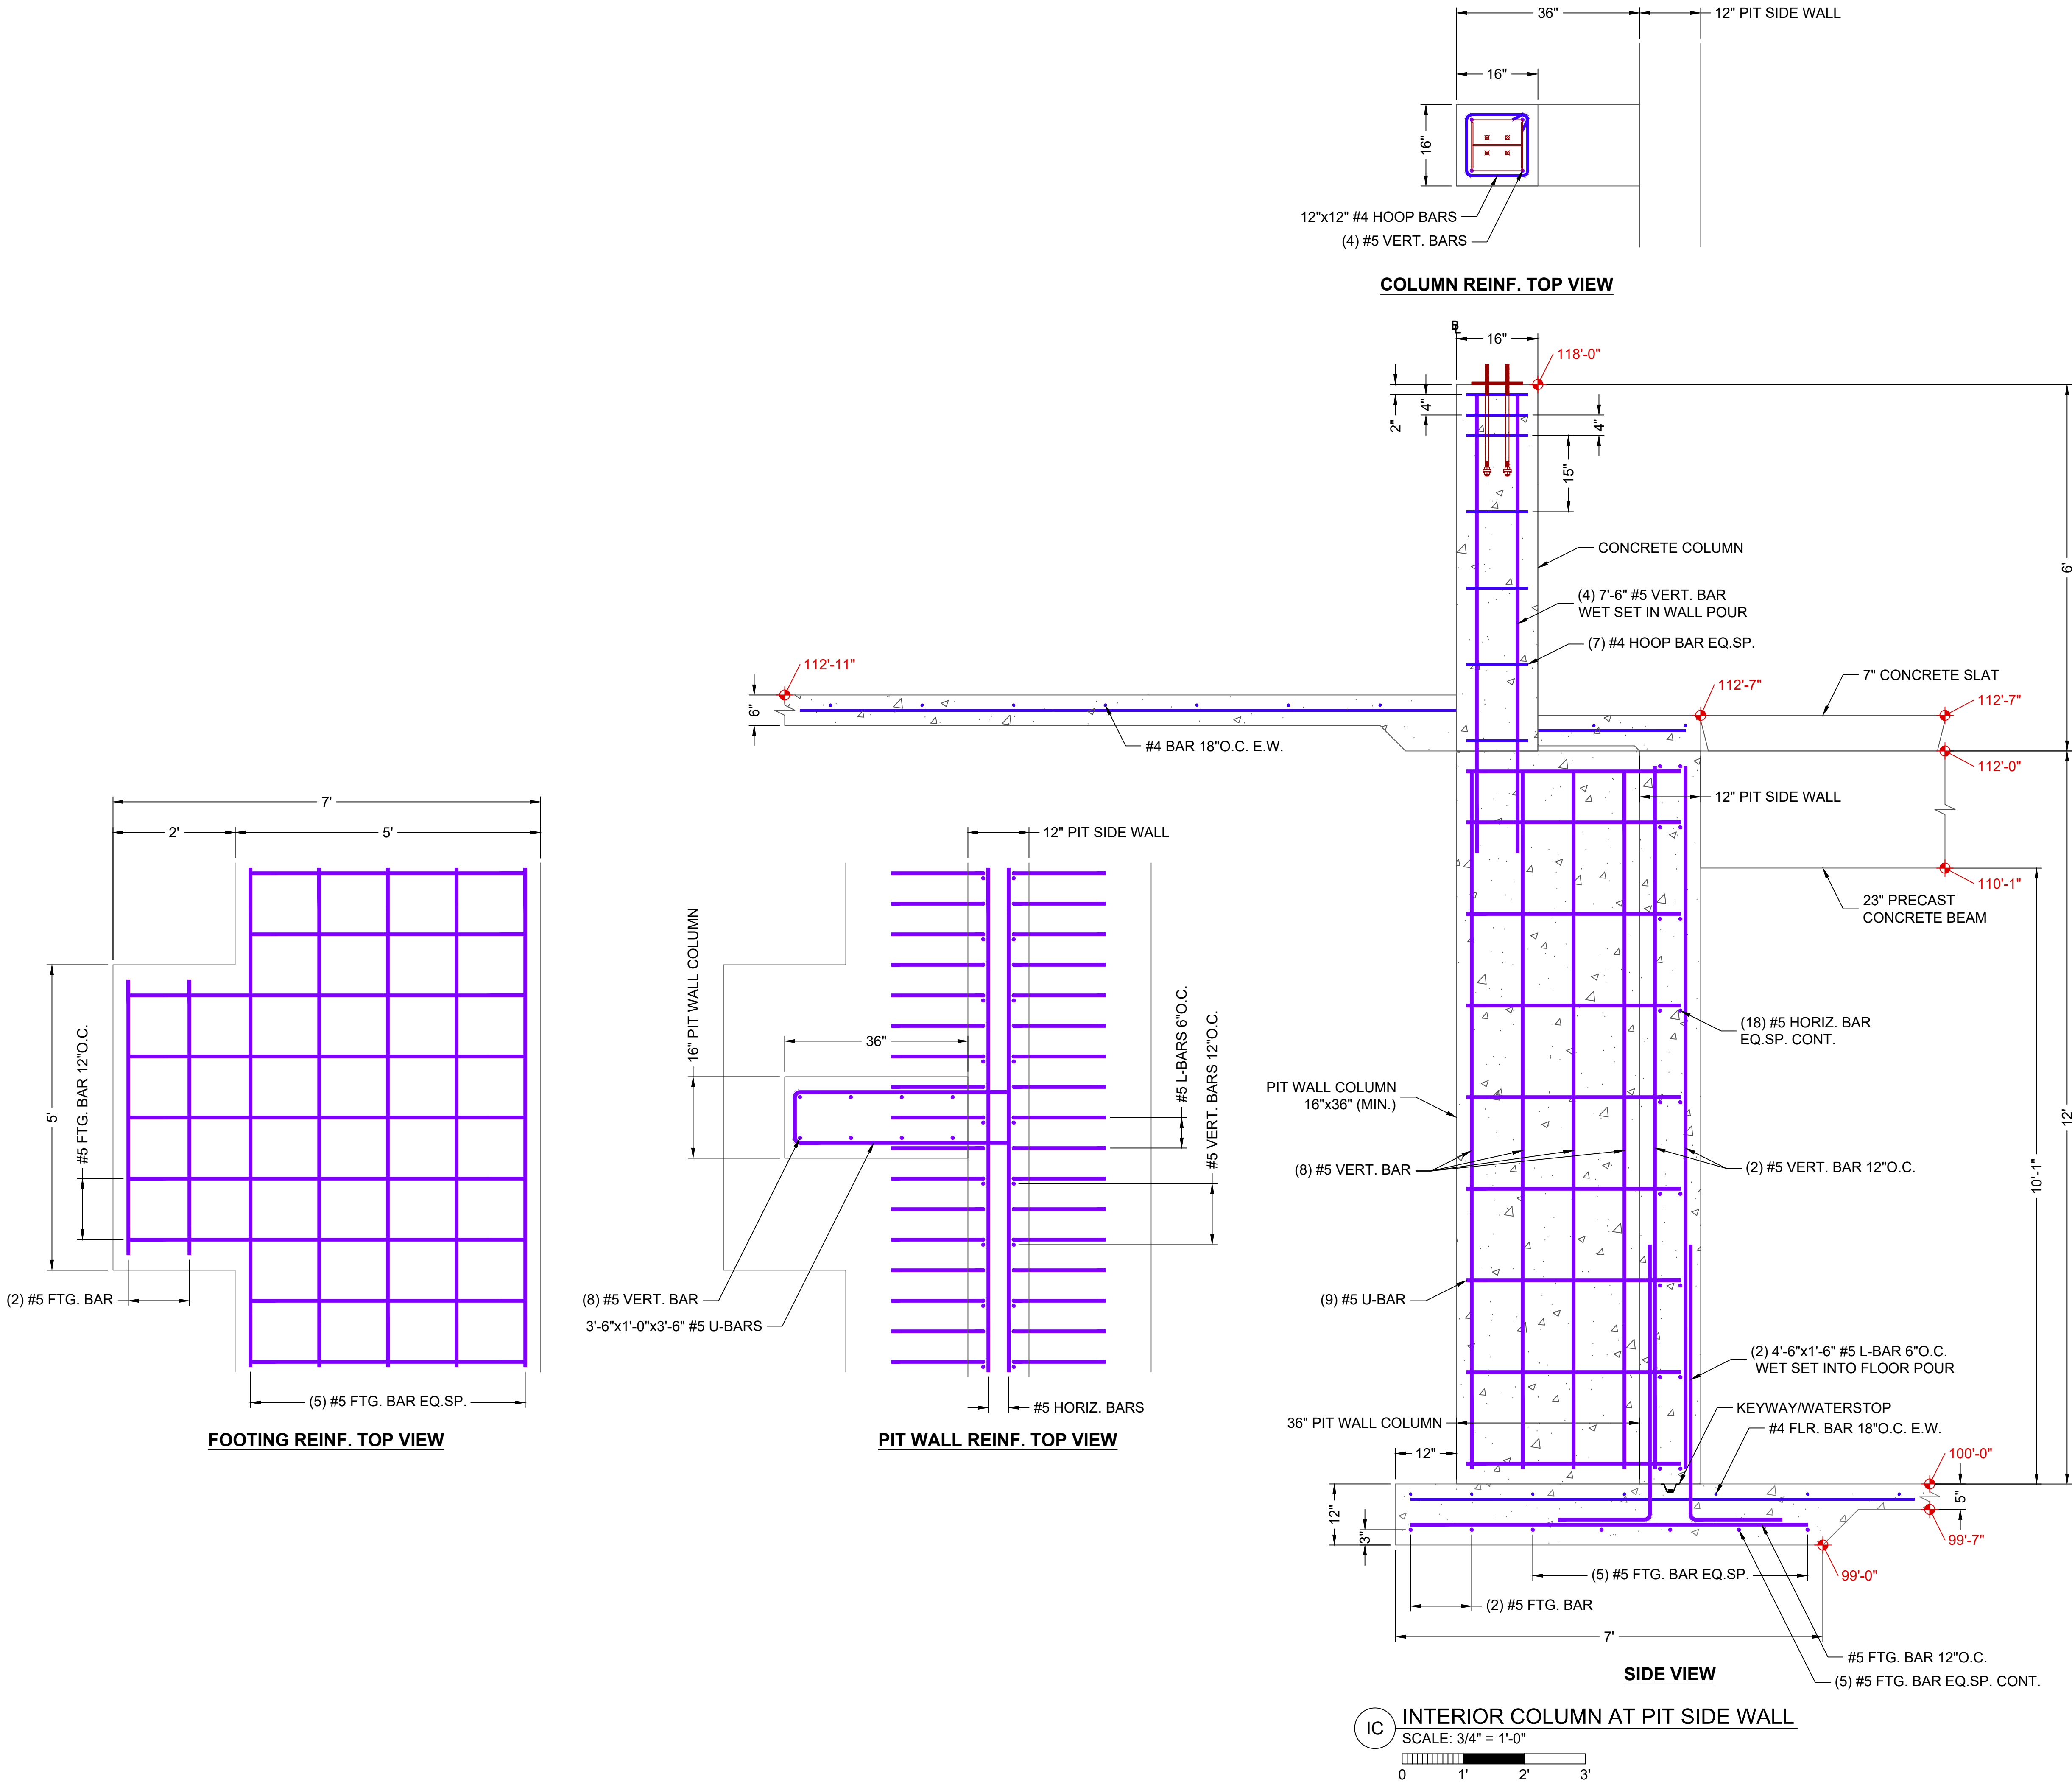 36"
12" PIT SIDE WALL
16"
16"
12"x12" #4 HOOP BARS
(4) #5 VERT. BARS
COLUMN REINF. TOP VIEW
16"
118'-0"
2"
4"
4"
15"
6'
CONCRETE COLUMN
(4) 7'-6" #5 VERT. BAR
WET SET IN WALL POUR
(7) #4 HOOP BAR EQ.SP.
112'-11"
6"
#4 BAR 18"O.C. E.W.
7" CONCRETE SLAT
112'-7"
112'-7"
112'-0"
12" PIT SIDE WALL
110'-1"
23" PRECAST
CONCRETE BEAM
(18) #5 HORIZ. BAR
EQ.SP. CONT.
PIT WALL COLUMN
16"x36" (MIN.)
(8) #5 VERT. BAR
(2) #5 VERT. BAR 12"O.C.
12'
10'-1"
(9) #5 U-BAR
(2) 4'-6"x1'-6" #5 L-BAR 6"O.C.
WET SET INTO FLOOR POUR
36" PIT WALL COLUMN
KEYWAY/WATERSTOP
#4 FLR. BAR 18"O.C. E.W.
12"
100'-0"
5"
99'-7"
12"
3"
99'-0"
(5) #5 FTG. BAR EQ.SP.
(2) #5 FTG. BAR
7'
#5 FTG. BAR 12"O.C.
(5) #5 FTG. BAR EQ.SP. CONT.
SIDE VIEW
7'
2'
5'
5'
#5 FTG. BAR 12"O.C.
(2) #5 FTG. BAR
(5) #5 FTG. BAR EQ.SP.
FOOTING REINF. TOP VIEW
12" PIT SIDE WALL
16" PIT WALL COLUMN
36"
#5 L-BARS 6"O.C.
#5 VERT. BARS 12"O.C.
(8) #5 VERT. BAR
3'-6"x1'-0"x3'-6" #5 U-BARS
#5 HORIZ. BARS
PIT WALL REINF. TOP VIEW
IC
INTERIOR COLUMN AT PIT SIDE WALL
SCALE: 3/4" = 1'-0"
0 1' 2' 3'